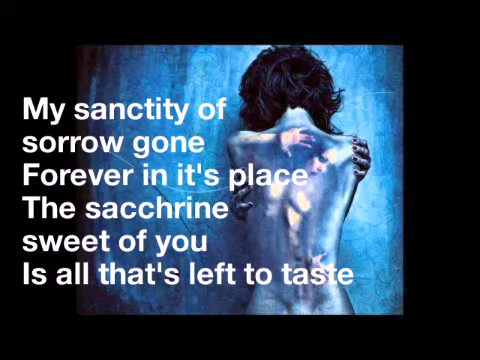 My sanctity of
sorrow gone
Forever in it's place
The sacchrine
sweet of you
Is all that's left to taste